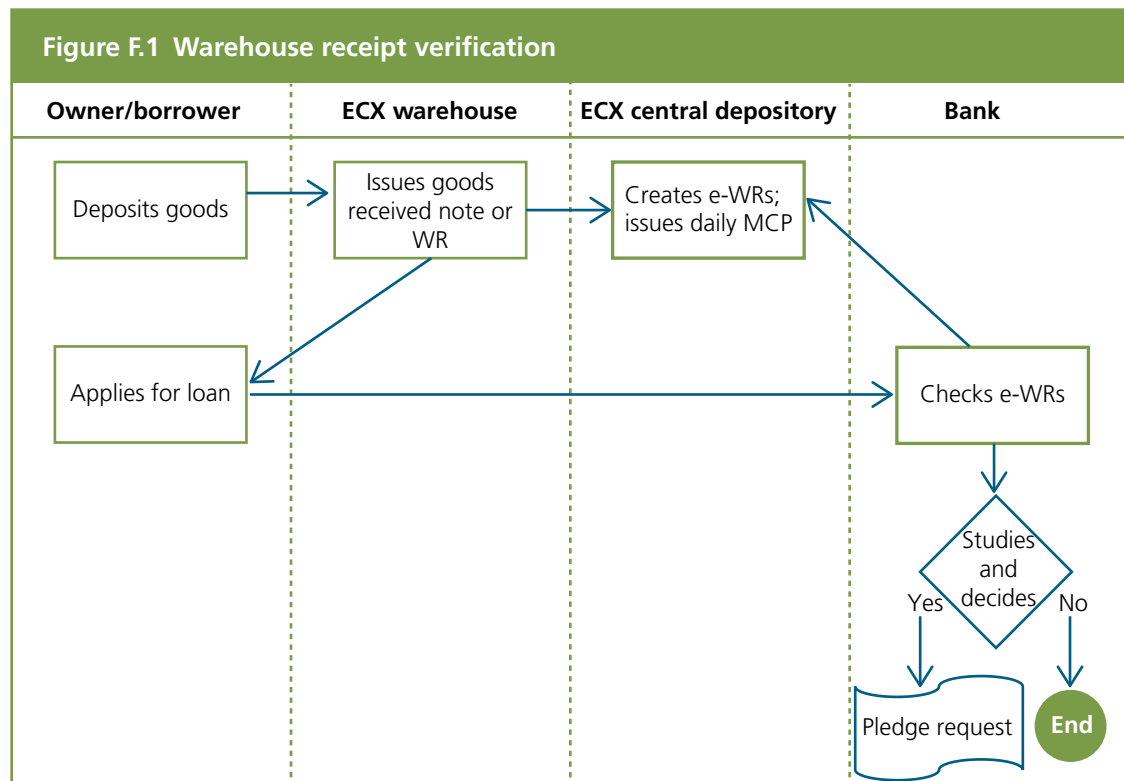 Figure F.1 Warehouse receipt verification
Owner/borrower
ECX warehouse
ECX central depository
Bank
Deposits goods
Issues goods
received note or
WR
Creates e-WRs;
issues daily MCP
Applies for loan
Checks e-WRs
Studies
and
decides
Yes
No
Pledge request
End